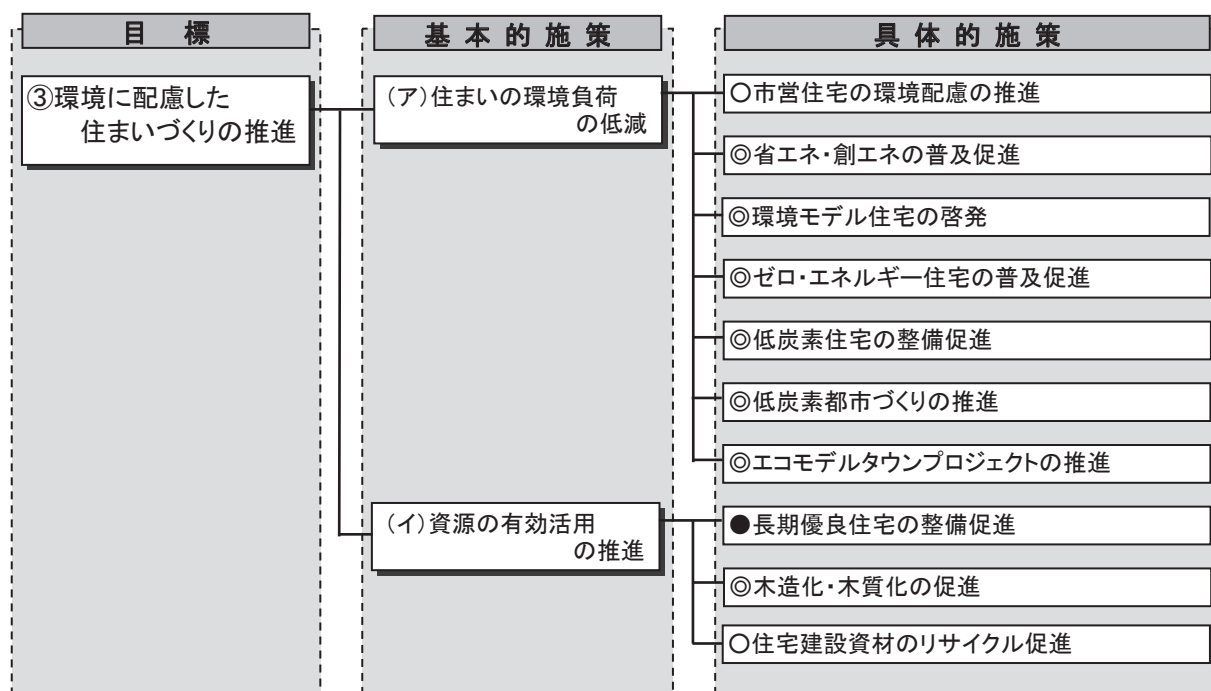 目標
基本的施策
具体的施策
③環境に配慮した
住まいづくりの推進
(ア)住まいの環境負荷
の低減
〇市営住宅の環境配慮の推進
◎省エネ・創エネの普及促進
◎環境モデル住宅の啓発
◎ゼロ・エネルギー住宅の普及促進
◎低炭素住宅の整備促進
◎低炭素都市づくりの推進
◎エコモデルタウンプロジェクトの推進
(イ)資源の有効活用
の推進
●長期優良住宅の整備促進
◎木造化・木質化の促進
〇住宅建設資材のリサイクル促進